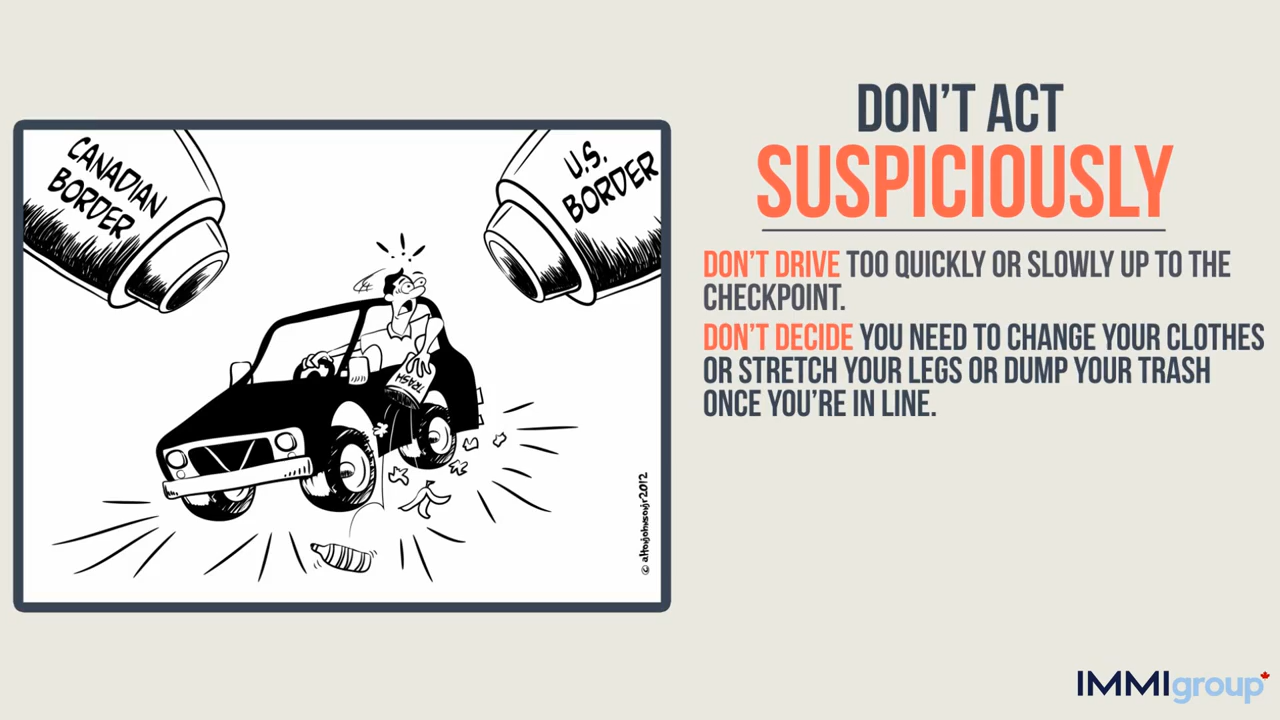 CANADIAN
BORDER
U.S.
BORDER
TRASH
© altonjohnsonjr2012
DON'T ACT
SUSPICIOUSLY
DON'T DRIVE TOO QUICKLY OR SLOWLY UP TO THE
CHECKPOINT.
DON'T DECIDE YOU NEED TO CHANGE YOUR CLOTHES
OR STRETCH YOUR LEGS OR DUMP YOUR TRASH
ONCE YOU'RE IN LINE.
IMMIgroup